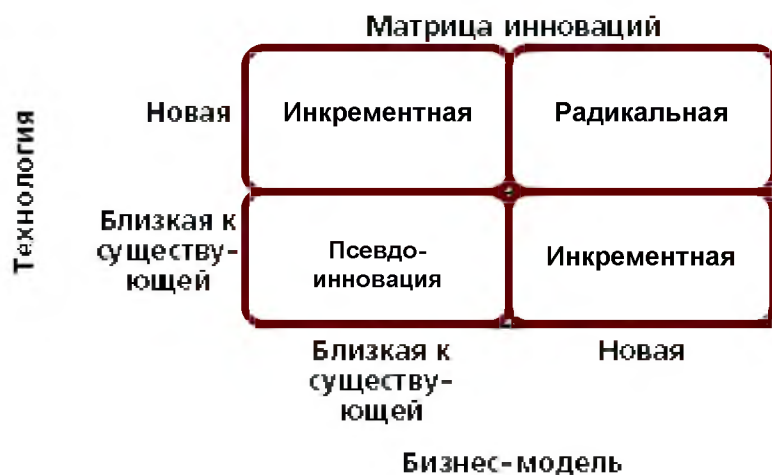 Матрица инноваций
Технология
Новая
Инкрементная
Радикальная
Близкая к
существу-
ющей
Псевдо-
инновация
Инкрементная
Близкая к
существу-
ющей
Новая
Бизнес-модель